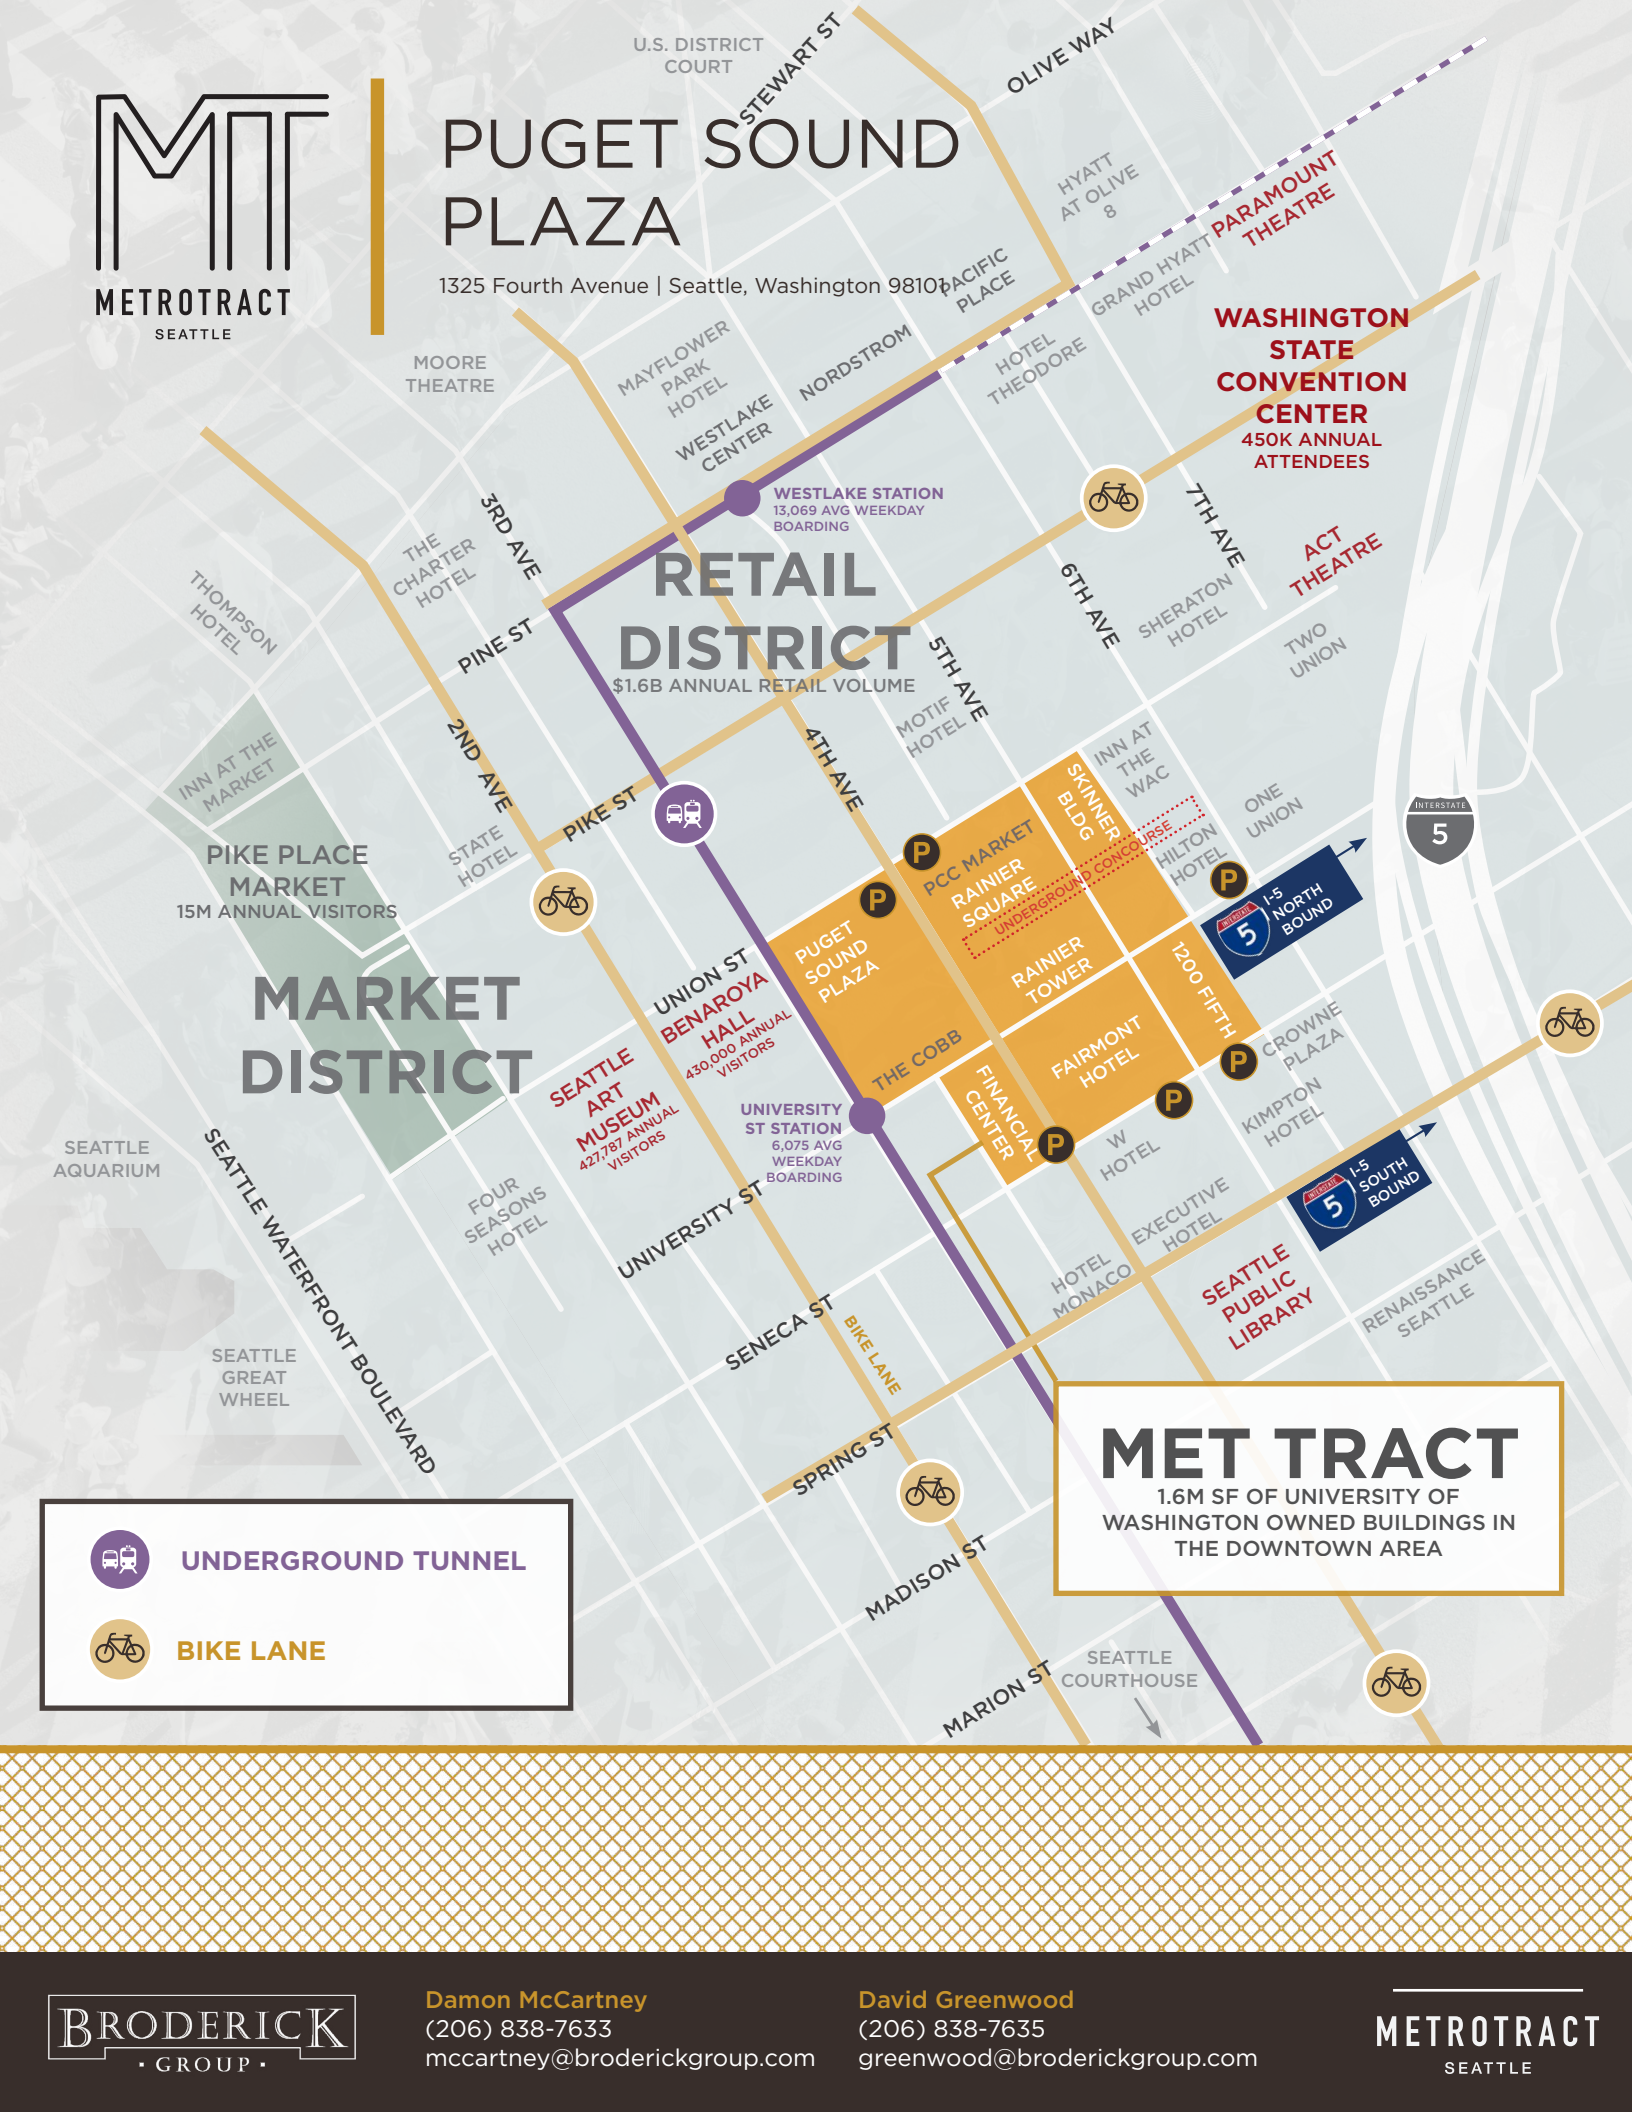 U.S. DISTRICT
COURT
STEWART ST
OLIVE WAY
MT
METROTRACT
SEATTLE
PUGET SOUND
PLAZA
1325 Fourth Avenue | Seattle, Washington 98101
HYATT
AT OLIVE
8
PARAMOUNT
THEATRE
PACIFIC
PLACE
GRAND HYATT
HOTEL
WASHINGTON
STATE
CONVENTION
CENTER
450K ANNUAL
ATTENDEES
MOORE
THEATRE
MAYFLOWER
PARK
HOTEL
NORDSTROM
HOTEL
THEODORE
WESTLAKE
CENTER
WESTLAKE STATION
13,069 AVG WEEKDAY
BOARDING
3RD AVE
7TH AVE
ACT
THEATRE
THE
CHARTER
HOTEL
THOMPSON
HOTEL
RETAIL
DISTRICT
$1.6B ANNUAL RETAIL VOLUME
6TH AVE
SHERATON
HOTEL
TWO
UNION
PINE ST
5TH AVE
MOTIF
HOTEL
2ND AVE
4TH AVE
INN AT THE
MARKET
INN AT
THE
WAC
SKINNER
BLDG
PIKE ST
ONE
UNION
INTERSTATE
5
STATE
HOTEL
PIKE PLACE
MARKET
15M ANNUAL VISITORS
P
P
PCC MARKET
RAINIER
SQUARE
UNDERGROUND CONCOURSE
HILTON
HOTEL
P
INTERSTATE
5
I-5
NORTH
BOUND
PUGET
SOUND
PLAZA
RAINIER
TOWER
1200 FIFTH
UNION ST
BENAROYA
HALL
430,000 ANNUAL
VISITORS
MARKET
DISTRICT
SEATTLE
ART
MUSEUM
427,787 ANNUAL
VISITORS
THE COBB
FAIRMONT
HOTEL
CROWNE
PLAZA
P
FINANCIAL
CENTER
P
P
UNIVERSITY
ST STATION
6,075 AVG
WEEKDAY
BOARDING
W
HOTEL
KIMPTON
HOTEL
SEATTLE
AQUARIUM
SEATTLE WATERFRONT BOULEVARD
FOUR
SEASONS
HOTEL
UNIVERSITY ST
EXECUTIVE
HOTEL
INTERSTATE
5
I-5
SOUTH
BOUND
HOTEL
MONACO
SEATTLE
PUBLIC
LIBRARY
RENAISSANCE
SEATTLE
SENECA ST
BIKE LANE
SEATTLE
GREAT
WHEEL
SPRING ST
MET TRACT
1.6M SF OF UNIVERSITY OF
WASHINGTON OWNED BUILDINGS IN
THE DOWNTOWN AREA
UNDERGROUND TUNNEL
BIKE LANE
MADISON ST
MARION ST
SEATTLE
COURTHOUSE
BRODERICK
· GROUP ·
Damon McCartney
(206) 838-7633
mccartney@broderickgroup.com
David Greenwood
(206) 838-7635
greenwood@broderickgroup.com
METROTRACT
SEATTLE